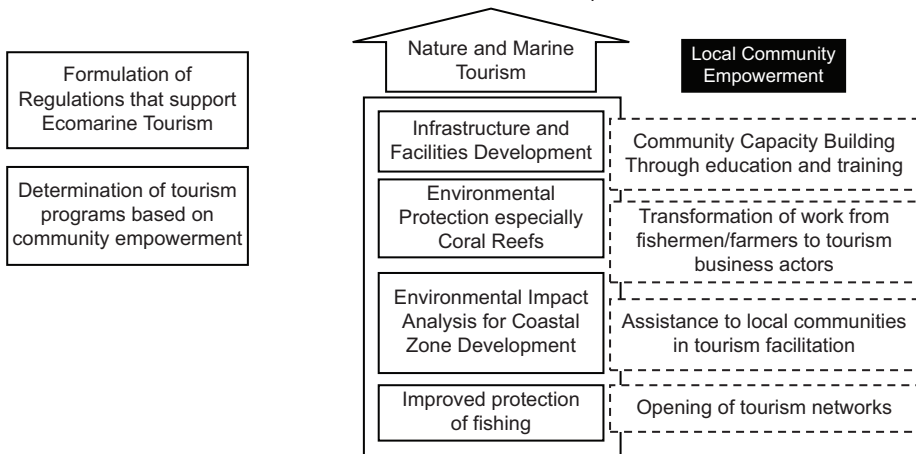 Formulation of
Regulations that support
Ecomarine Tourism
Determination of tourism
programs based on
community empowerment
Nature and Marine
Tourism
Infrastructure and
Facilities Development
Environmental
Protection especially
Coral Reefs
Environmental Impact
Analysis for Coastal
Zone Development
Improved protection
of fishing
Local Community
Empowerment
Community Capacity Building
Through education and training
Transformation of work from
fishermen/farmers to tourism
business actors
Assistance to local communities
in tourism facilitation
Opening of tourism networks